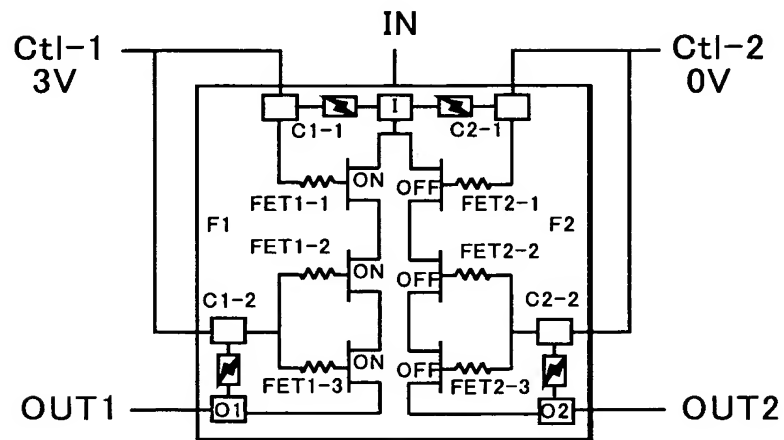 IN
Ctl-1
3V
Ctl-2
0V
I
C1-1
C2-1
ON
OFF
FET1-1
FET2-1
F1
F2
FET1-2
FET2-2
ON
OFF
C1-2
C2-2
ON
OFF
FET1-3
FET2-3
OUT1
O1
O2
OUT2